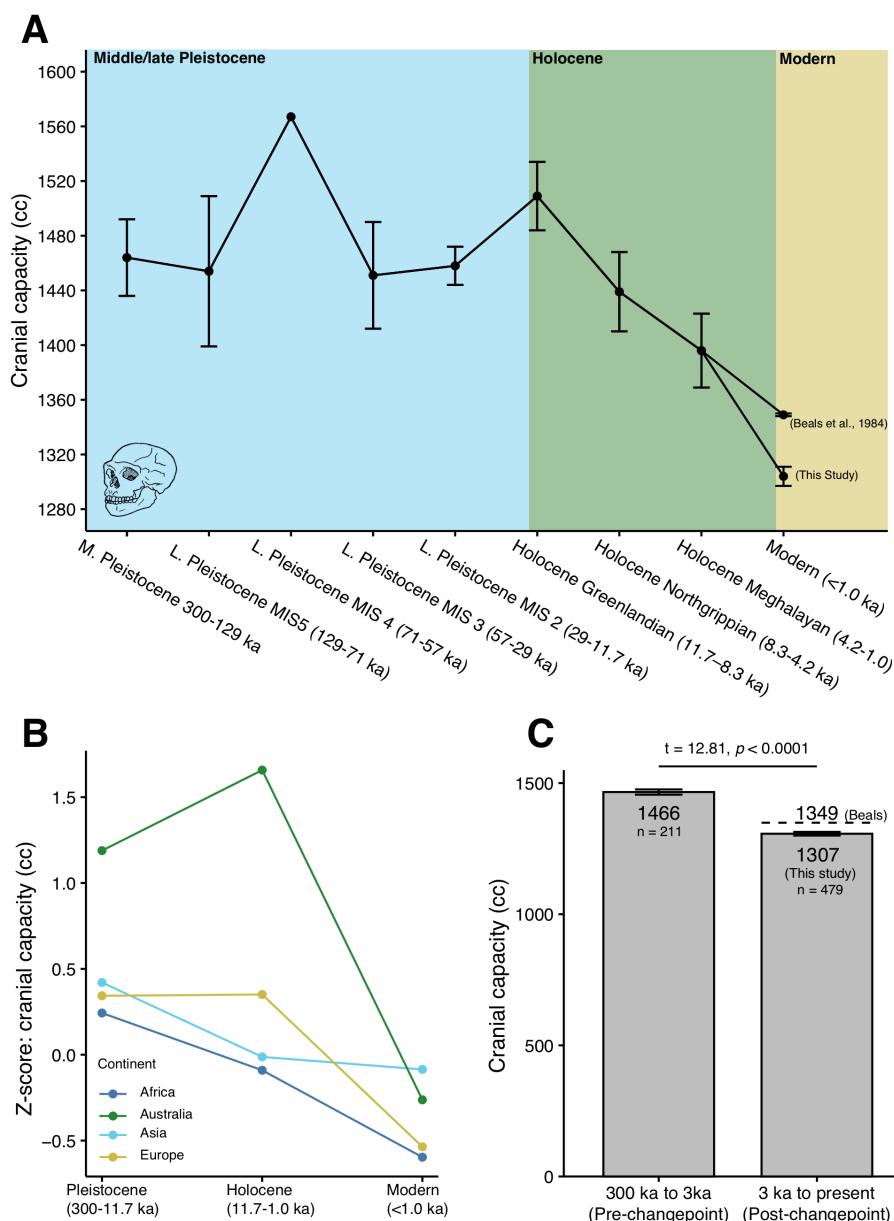 A
Middle/late Pleistocene
Holocene
Modern
Cranial capacity (cc)
1600
1560
1520
1480
1440
1400
1360
1320
1280
(Beals et al., 1984)
(This Study)
M. Pleistocene 300-129 ka
L. Pleistocene MIS5 (129-71 ka)
L. Pleistocene MIS 4 (71-57 ka)
L. Pleistocene MIS 3 (57-29 ka)
L. Pleistocene MIS 2 (29-11.7 ka)
Holocene Greenlandian (11.7–8.3 ka)
Holocene Northgrippian (8.3-4.2 ka)
Holocene Meghalayan (4.2-1.0)
Modern (<1.0 ka)
B
Z-score: cranial capacity (cc)
1.5
1.0
0.5
0.0
−0.5
Continent
Africa
Australia
Asia
Europe
Pleistocene
(300-11.7 ka)
Holocene
(11.7-1.0 ka)
Modern
(<1.0 ka)
C
t = 12.81, p < 0.0001
Cranial capacity (cc)
1500
1000
500
0
1466
n = 211
1349 (Beals)
1307
(This study)
n = 479
300 ka to 3ka
(Pre-changepoint)
3 ka to present
(Post-changepoint)